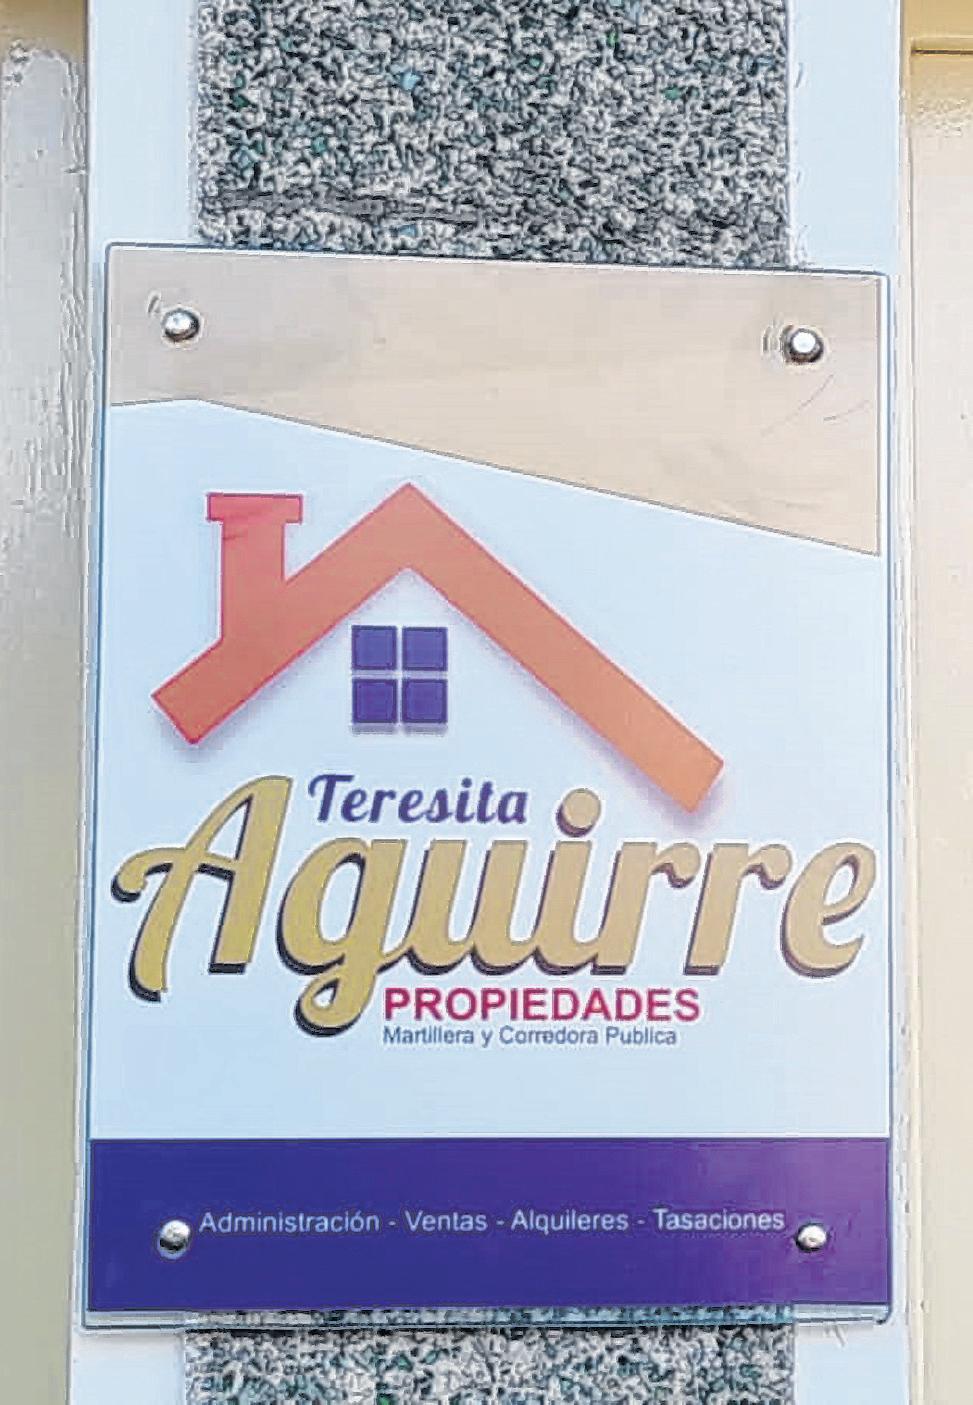 Teresita
Aguirre
PROPIEDADES
Martillera y Corredora Publica
Administración - Ventas - Alquileres - Tasaciones